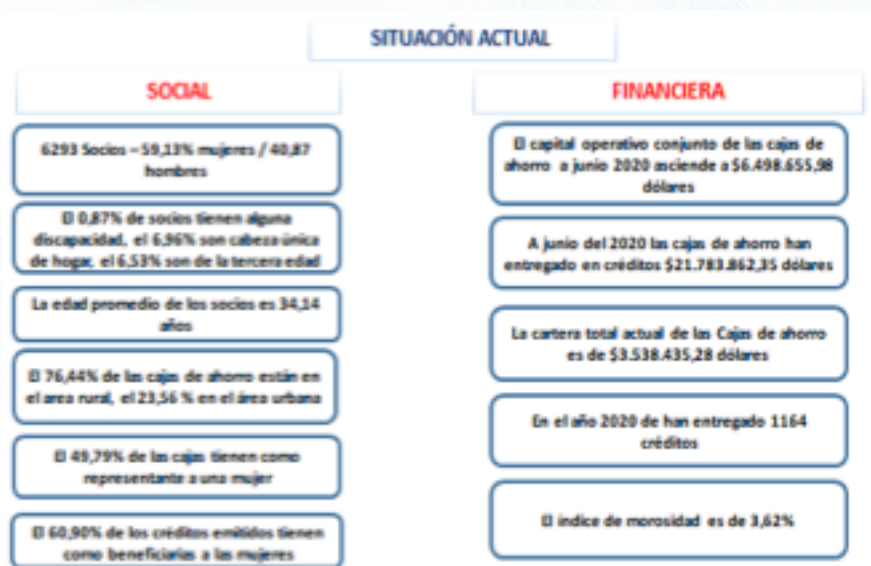 SITUACIÓN ACTUAL
SOCIAL
6293 Socios – 59,13% mujeres / 40,87
hombres
El 0,87% de socios tienen alguna
discapacidad, el 6,96% son cabeza única
de hogar, el 6,53% son de la tercera edad
La edad promedio de los socios es 34,14
años
El 76,44% de las cajas de ahorro están en
el area rural, el 23,56 % en el área urbana
El 49,79% de las cajas tienen como
representante a una mujer
El 60,90% de los créditos emitidos tienen
como beneficiarias a las mujeres
FINANCIERA
El capital operativo conjunto de las cajas de
ahorro a junio 2020 asciende a $6.498.655,98
dólares
A junio del 2020 las cajas de ahorro han
entregado en créditos $21.783.862,35 dólares
La cartera total actual de las Cajas de ahorro
es de $3.538.435,28 dólares
En el año 2020 de han entregado 1164
créditos
El índice de morosidad es de 3,62%